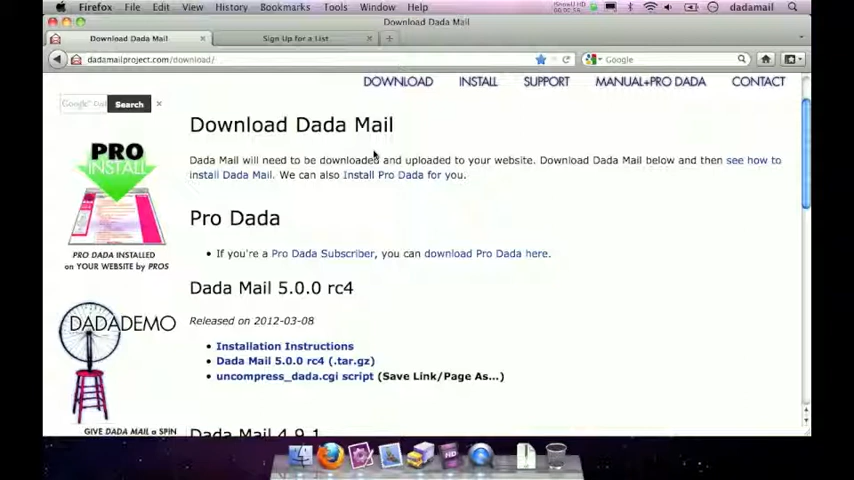 Firefox File Edit View History Bookmarks Tools Window Help dadamail
Download Dada Mail
Download Dada Mail × Sign Up for a List × +
dadamailproject.com/download/ Google
DOWNLOAD INSTALL SUPPORT MANUAL+PRO DADA CONTACT
Search ×
Download Dada Mail
Dada Mail will need to be downloaded and uploaded to your website. Download Dada Mail below and then see how to
install Dada Mail. We can also Install Pro Dada for you.
PRO
INSTALL
Pro Dada
PRO DADA INSTALLED
on YOUR WEBSITE by PROS
• If you're a Pro Dada Subscriber, you can download Pro Dada here.
Dada Mail 5.0.0 rc4
Released on 2012-03-08
DADADEMO
• Installation Instructions
• Dada Mail 5.0.0 rc4 (.tar.gz)
• uncompress_dada.cgi script (Save Link/Page As...)
GIVE DADA MAIL a SPIN
Dada Mail 4.9.1
HD